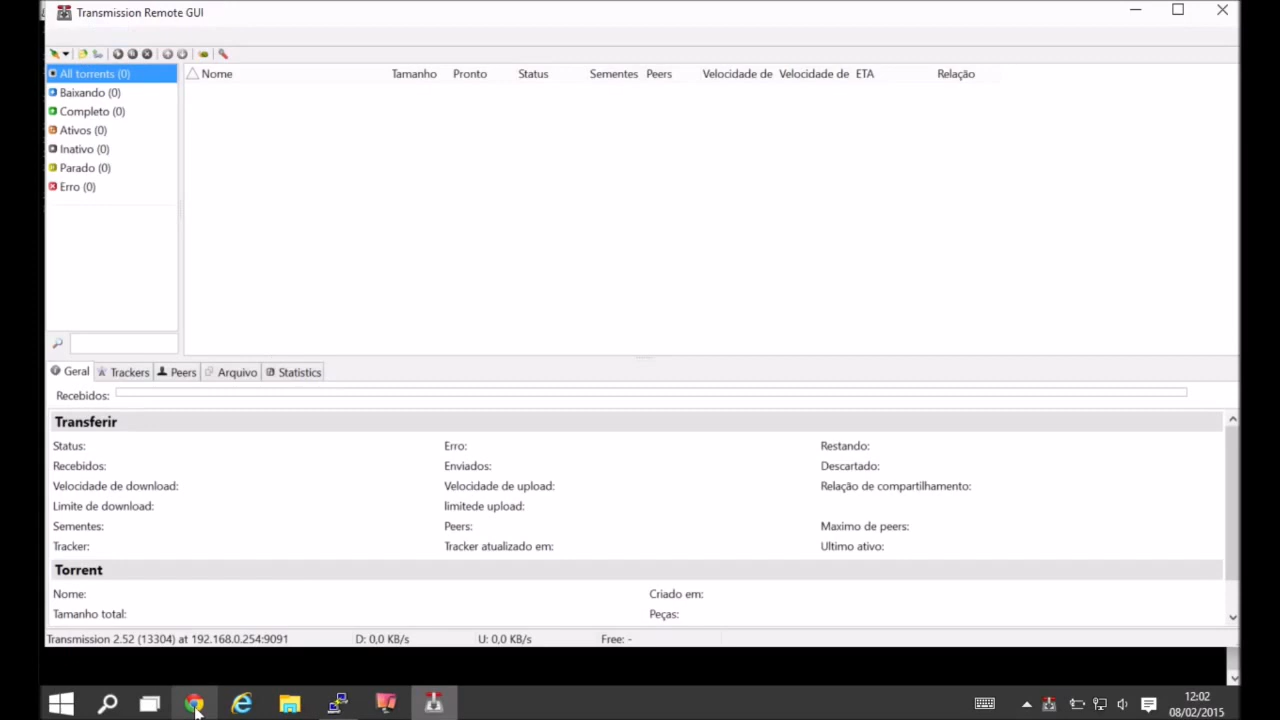 Transmission Remote GUI
All torrents (0)
Baixando (0)
Completo (0)
Ativos (0)
Inativo (0)
Parado (0)
Erro (0)
Nome Tamanho Pronto Status Sementes Peers Velocidade de Velocidade de ETA Relação
Geral Trackers Peers Arquivo Statistics
Recebidos:
Transferir
Status: Erro: Restando:
Recebidos: Enviados: Descartado:
Velocidade de download: Velocidade de upload: Relação de compartilhamento:
Limite de download: limitede upload:
Sementes: Peers: Maximo de peers:
Tracker: Tracker atualizado em: Ultimo ativo:
Torrent
Nome: Criado em:
Tamanho total: Peças:
Transmission 2.52 (13304) at 192.168.0.254:9091 D: 0,0 KB/s U: 0,0 KB/s Free: -
12:02
08/02/2015